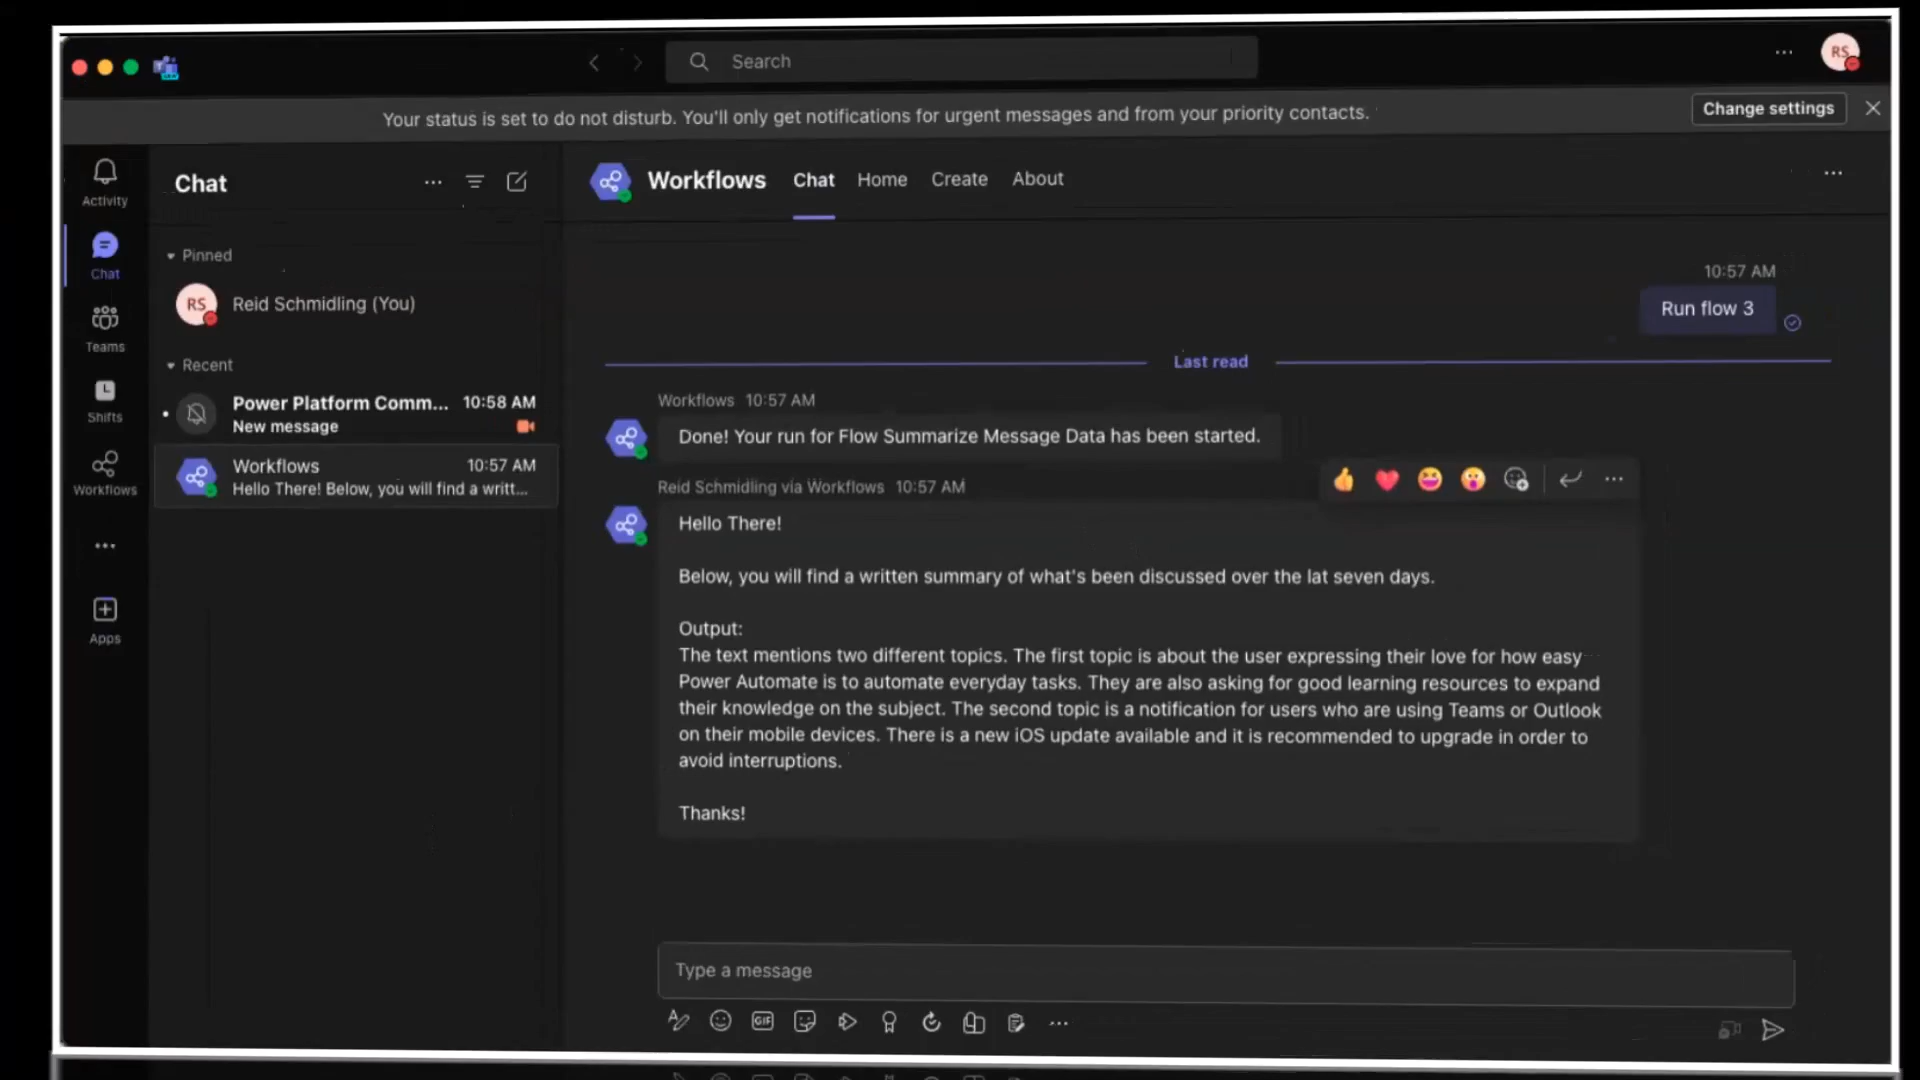 Search
RS
Your status is set to do not disturb. You'll only get notifications for urgent messages and from your priority contacts.
Change settings
Activity
Chat
Teams
Shifts
Workflows
Apps
Chat
Pinned
RS
Reid Schmidling (You)
Recent
Power Platform Comm... 10:58 AM
New message
Workflows 10:57 AM
Hello There! Below, you will find a writt...
Workflows Chat Home Create About
10:57 AM
Run flow 3
Last read
Workflows 10:57 AM
Done! Your run for Flow Summarize Message Data has been started.
Reid Schmidling via Workflows 10:57 AM
Hello There!
Below, you will find a written summary of what's been discussed over the lat seven days.
Output:
The text mentions two different topics. The first topic is about the user expressing their love for how easy
Power Automate is to automate everyday tasks. They are also asking for good learning resources to expand
their knowledge on the subject. The second topic is a notification for users who are using Teams or Outlook
on their mobile devices. There is a new iOS update available and it is recommended to upgrade in order to
avoid interruptions.
Thanks!
Type a message
GIF